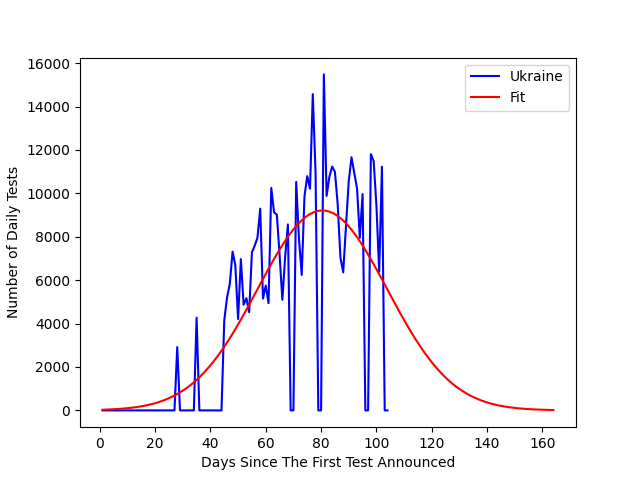 16000
14000
12000
10000
8000
6000
4000
2000
0
Number of Daily Tests
Ukraine
Fit
0 20 40 60 80 100 120 140 160
Days Since The First Test Announced